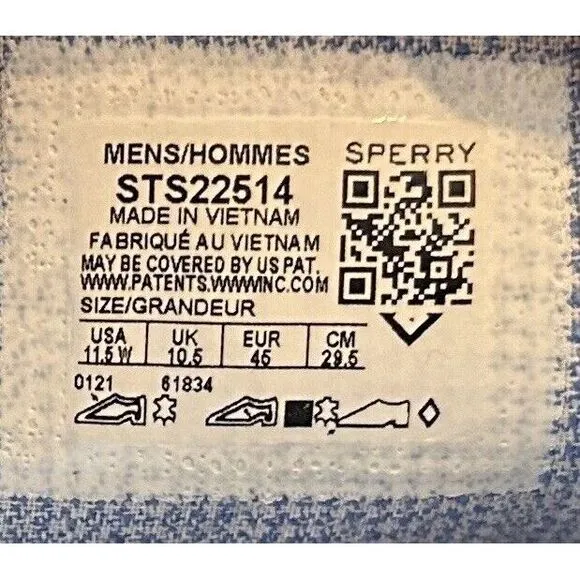 MENS/HOMMES
SPERRY
STS22514
MADE IN VIETNAM
FABRIQUÉ AU VIETNAM
MAY BE COVERED BY US PAT.
WWW.PATENTS.WWWINC.COM
SIZE/GRANDEUR
USA UK EUR CM
11.5 W 10.5 45 29.5
0121 61834